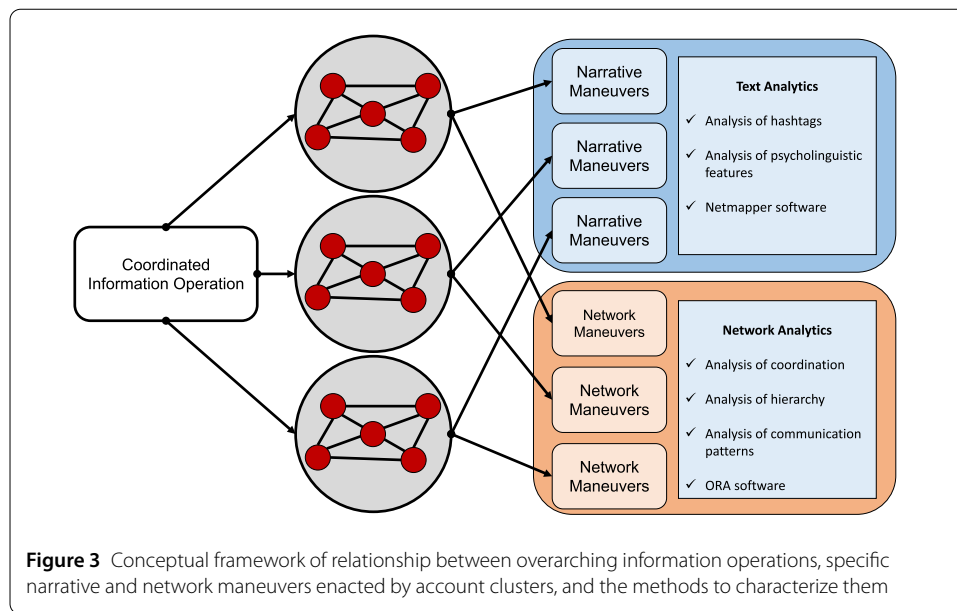 Coordinated
Information Operation
Narrative
Maneuvers
Narrative
Maneuvers
Narrative
Maneuvers
Text Analytics
✓ Analysis of hashtags
✓ Analysis of psycholinguistic
features
✓ Netmapper software
Network
Maneuvers
Network
Maneuvers
Network
Maneuvers
Network Analytics
✓ Analysis of coordination
✓ Analysis of hierarchy
✓ Analysis of communication
patterns
✓ ORA software
Figure 3 Conceptual framework of relationship between overarching information operations, specific
narrative and network maneuvers enacted by account clusters, and the methods to characterize them